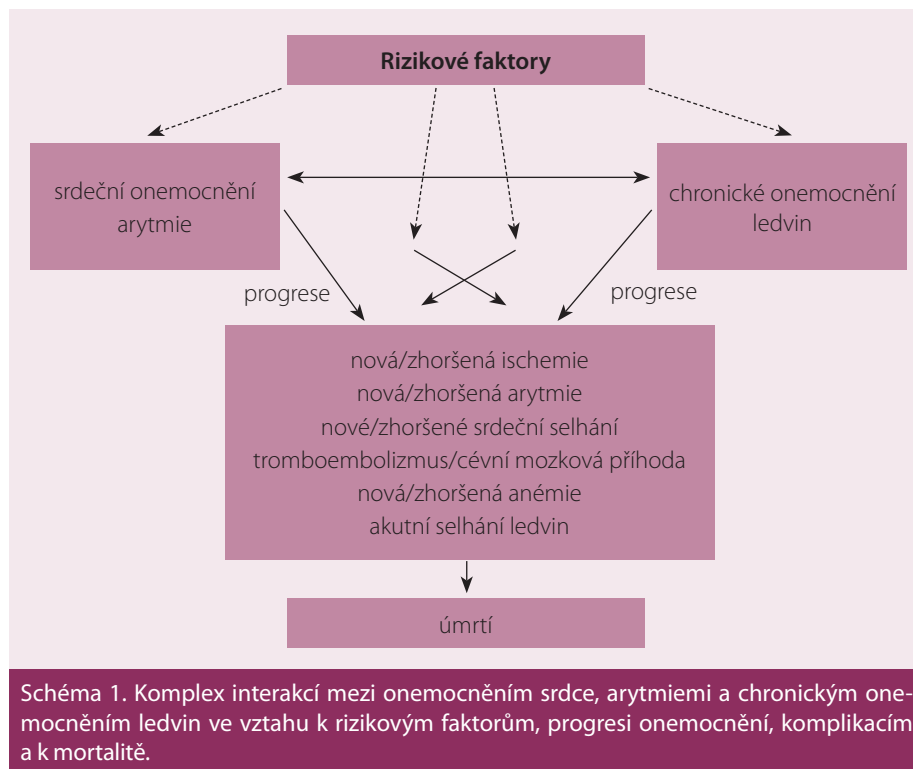 Rizikové faktory
srdeční onemocnění
arytmie
chronické onemocnění
ledvin
progrese
progrese
nová/zhoršená ischemie
nová/zhoršená arytmie
nové/zhoršené srdeční selhání
tromboembolizmus/cévní mozková příhoda
nová/zhoršená anémie
akutní selhání ledvin
úmrtí
Schéma 1. Komplex interakcí mezi onemocněním srdce, arytmiemi a chronickým one-
mocněním ledvin ve vztahu k rizikovým faktorům, progresi onemocnění, komplikacím
a k mortalitě.